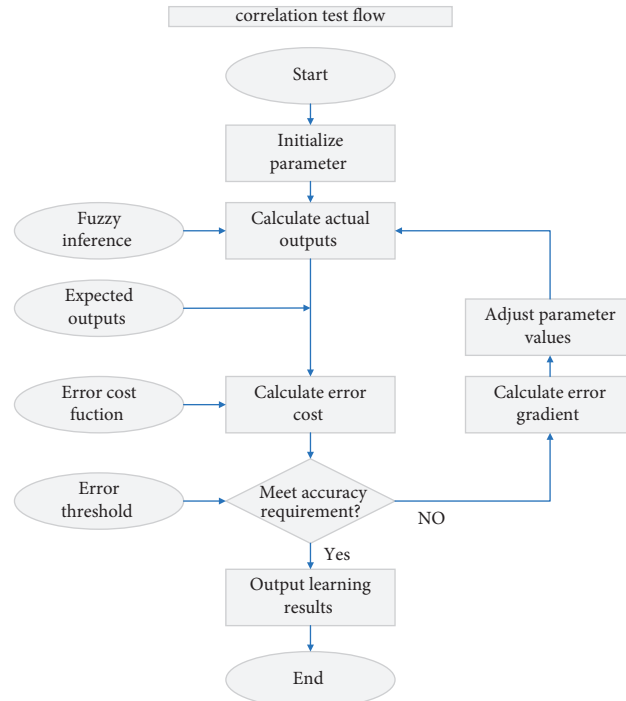 correlation test flow
Start
Initialize
parameter
Fuzzy
inference
Calculate actual
outputs
Expected
outputs
Adjust parameter
values
Error cost
fuction
Calculate error
cost
Calculate error
gradient
Error
threshold
Meet accuracy
requirement?
NO
Yes
Output learning
results
End